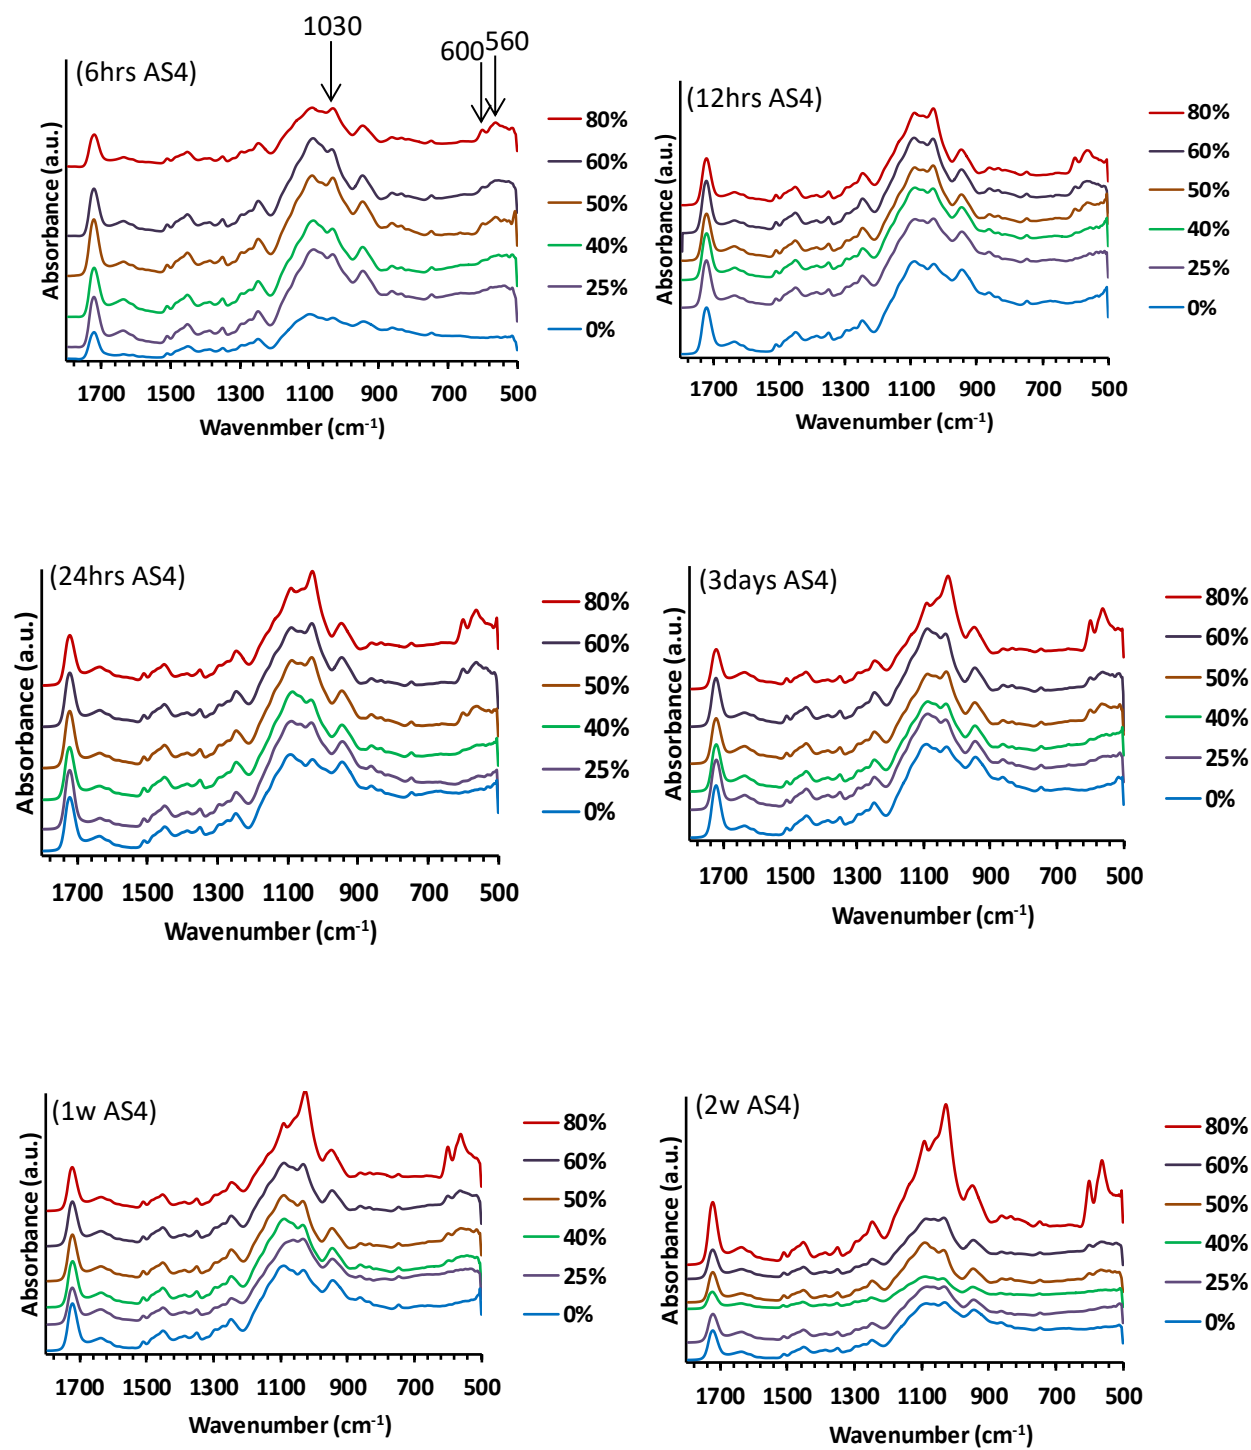 1030
600 560
(6hrs AS4)
Absorbance (a.u.)
80%
60%
50%
40%
25%
0%
1700 1500 1300 1100 900 700 500
Wavenmber (cm-1)
(12hrs AS4)
Absorbance (a.u.)
80%
60%
50%
40%
25%
0%
1700 1500 1300 1100 900 700 500
Wavenumber (cm-1)
(24hrs AS4)
Absorbance (a.u.)
80%
60%
50%
40%
25%
0%
1700 1500 1300 1100 900 700 500
Wavenumber (cm-1)
(3days AS4)
Absorbance (a.u.)
80%
60%
50%
40%
25%
0%
1700 1500 1300 1100 900 700 500
Wavenumber (cm-1)
(1w AS4)
Absorbance (a.u.)
80%
60%
50%
40%
25%
0%
1700 1500 1300 1100 900 700 500
Wavenumber (cm-1)
(2w AS4)
Absorbance (a.u.)
80%
60%
50%
40%
25%
0%
1700 1500 1300 1100 900 700 500
Wavenumber (cm-1)